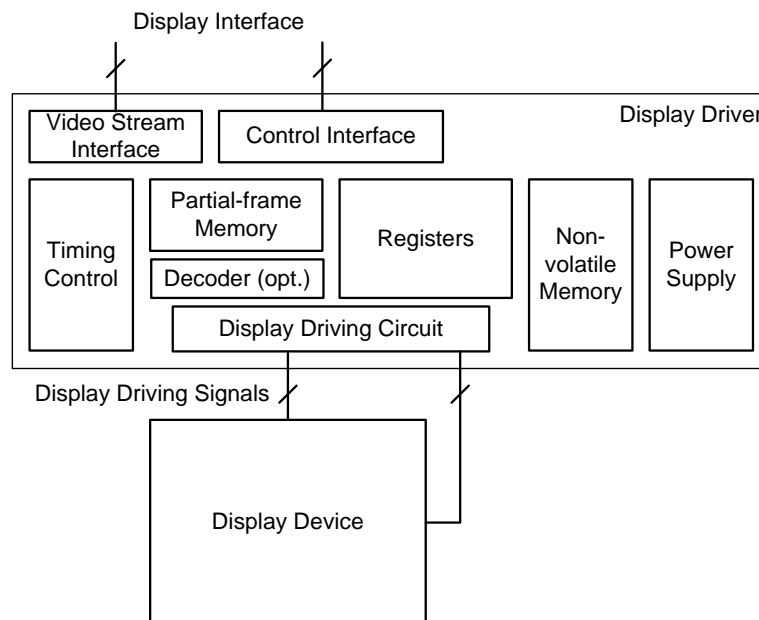 Display Interface
Display Driver
Video Stream
Interface
Control Interface
Timing
Control
Partial-frame
Memory
Decoder (opt.)
Registers
Non-
volatile
Memory
Power
Supply
Display Driving Circuit
Display Driving Signals
Display Device